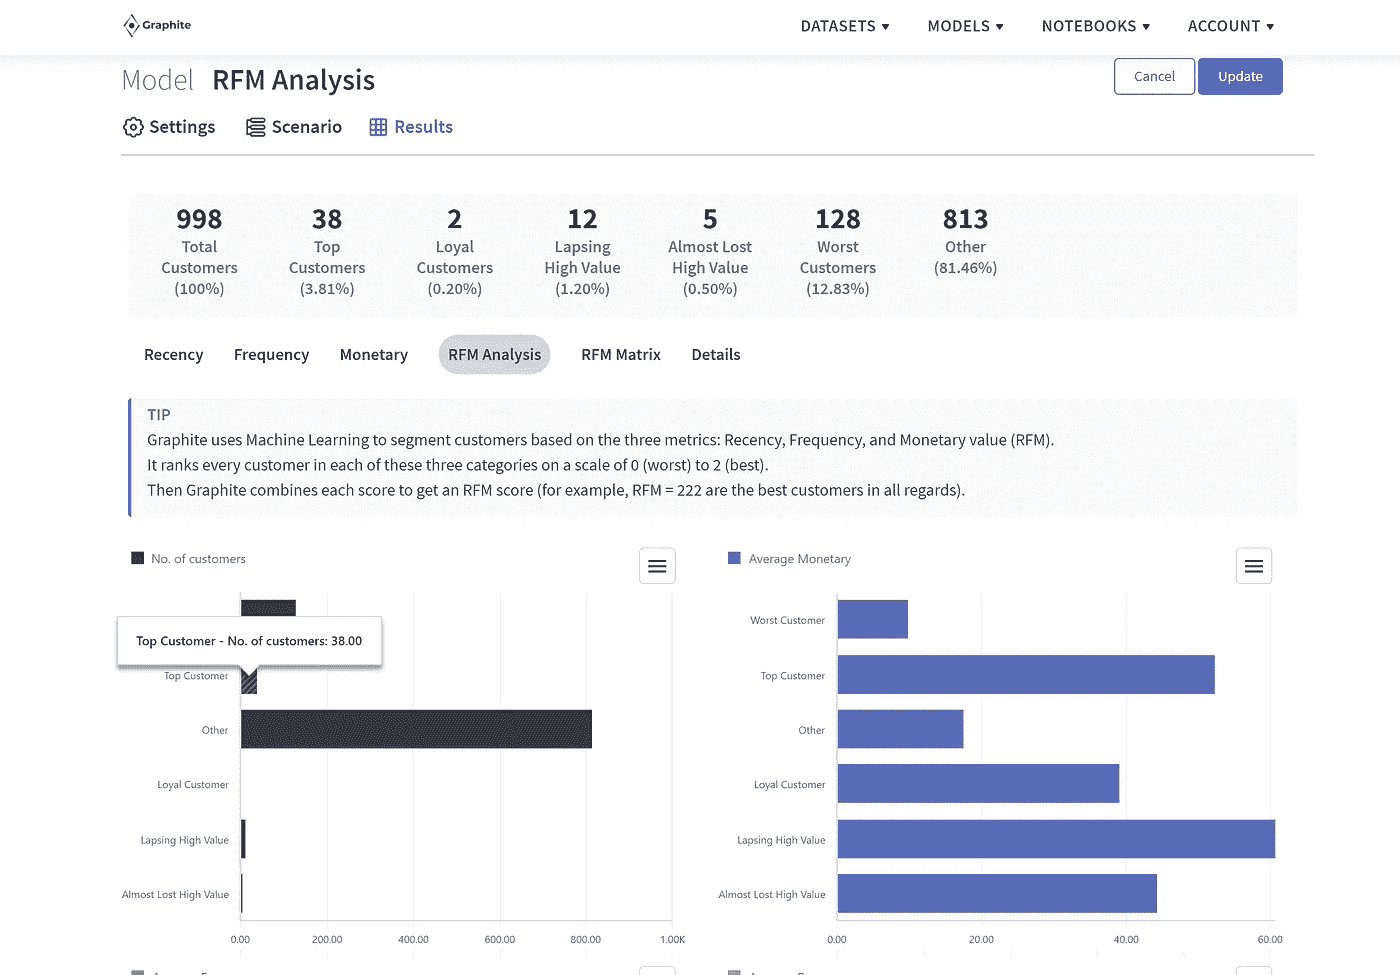 Graphite
DATASETS ▼ MODELS ▼ NOTEBOOKS ▼ ACCOUNT ▼
Model RFM Analysis
Cancel Update
Settings Scenario Results
998 38 2 12 5 128 813
Total Top Loyal Lapsing Almost Lost Worst Other
Customers Customers Customers High Value High Value Customers (81.46%)
(100%) (3.81%) (0.20%) (1.20%) (0.50%) (12.83%)
Recency Frequency Monetary RFM Analysis RFM Matrix Details
TIP
Graphite uses Machine Learning to segment customers based on the three metrics: Recency, Frequency, and Monetary value (RFM).
It ranks every customer in each of these three categories on a scale of 0 (worst) to 2 (best).
Then Graphite combines each score to get an RFM score (for example, RFM = 222 are the best customers in all regards).
No. of customers
Top Customer - No. of customers: 38.00
Top Customer
Other
Loyal Customer
Lapsing High Value
Almost Lost High Value
0.00 200.00 400.00 600.00 800.00 1.00K
Average Monetary
Worst Customer
Top Customer
Other
Loyal Customer
Lapsing High Value
Almost Lost High Value
0.00 20.00 40.00 60.00